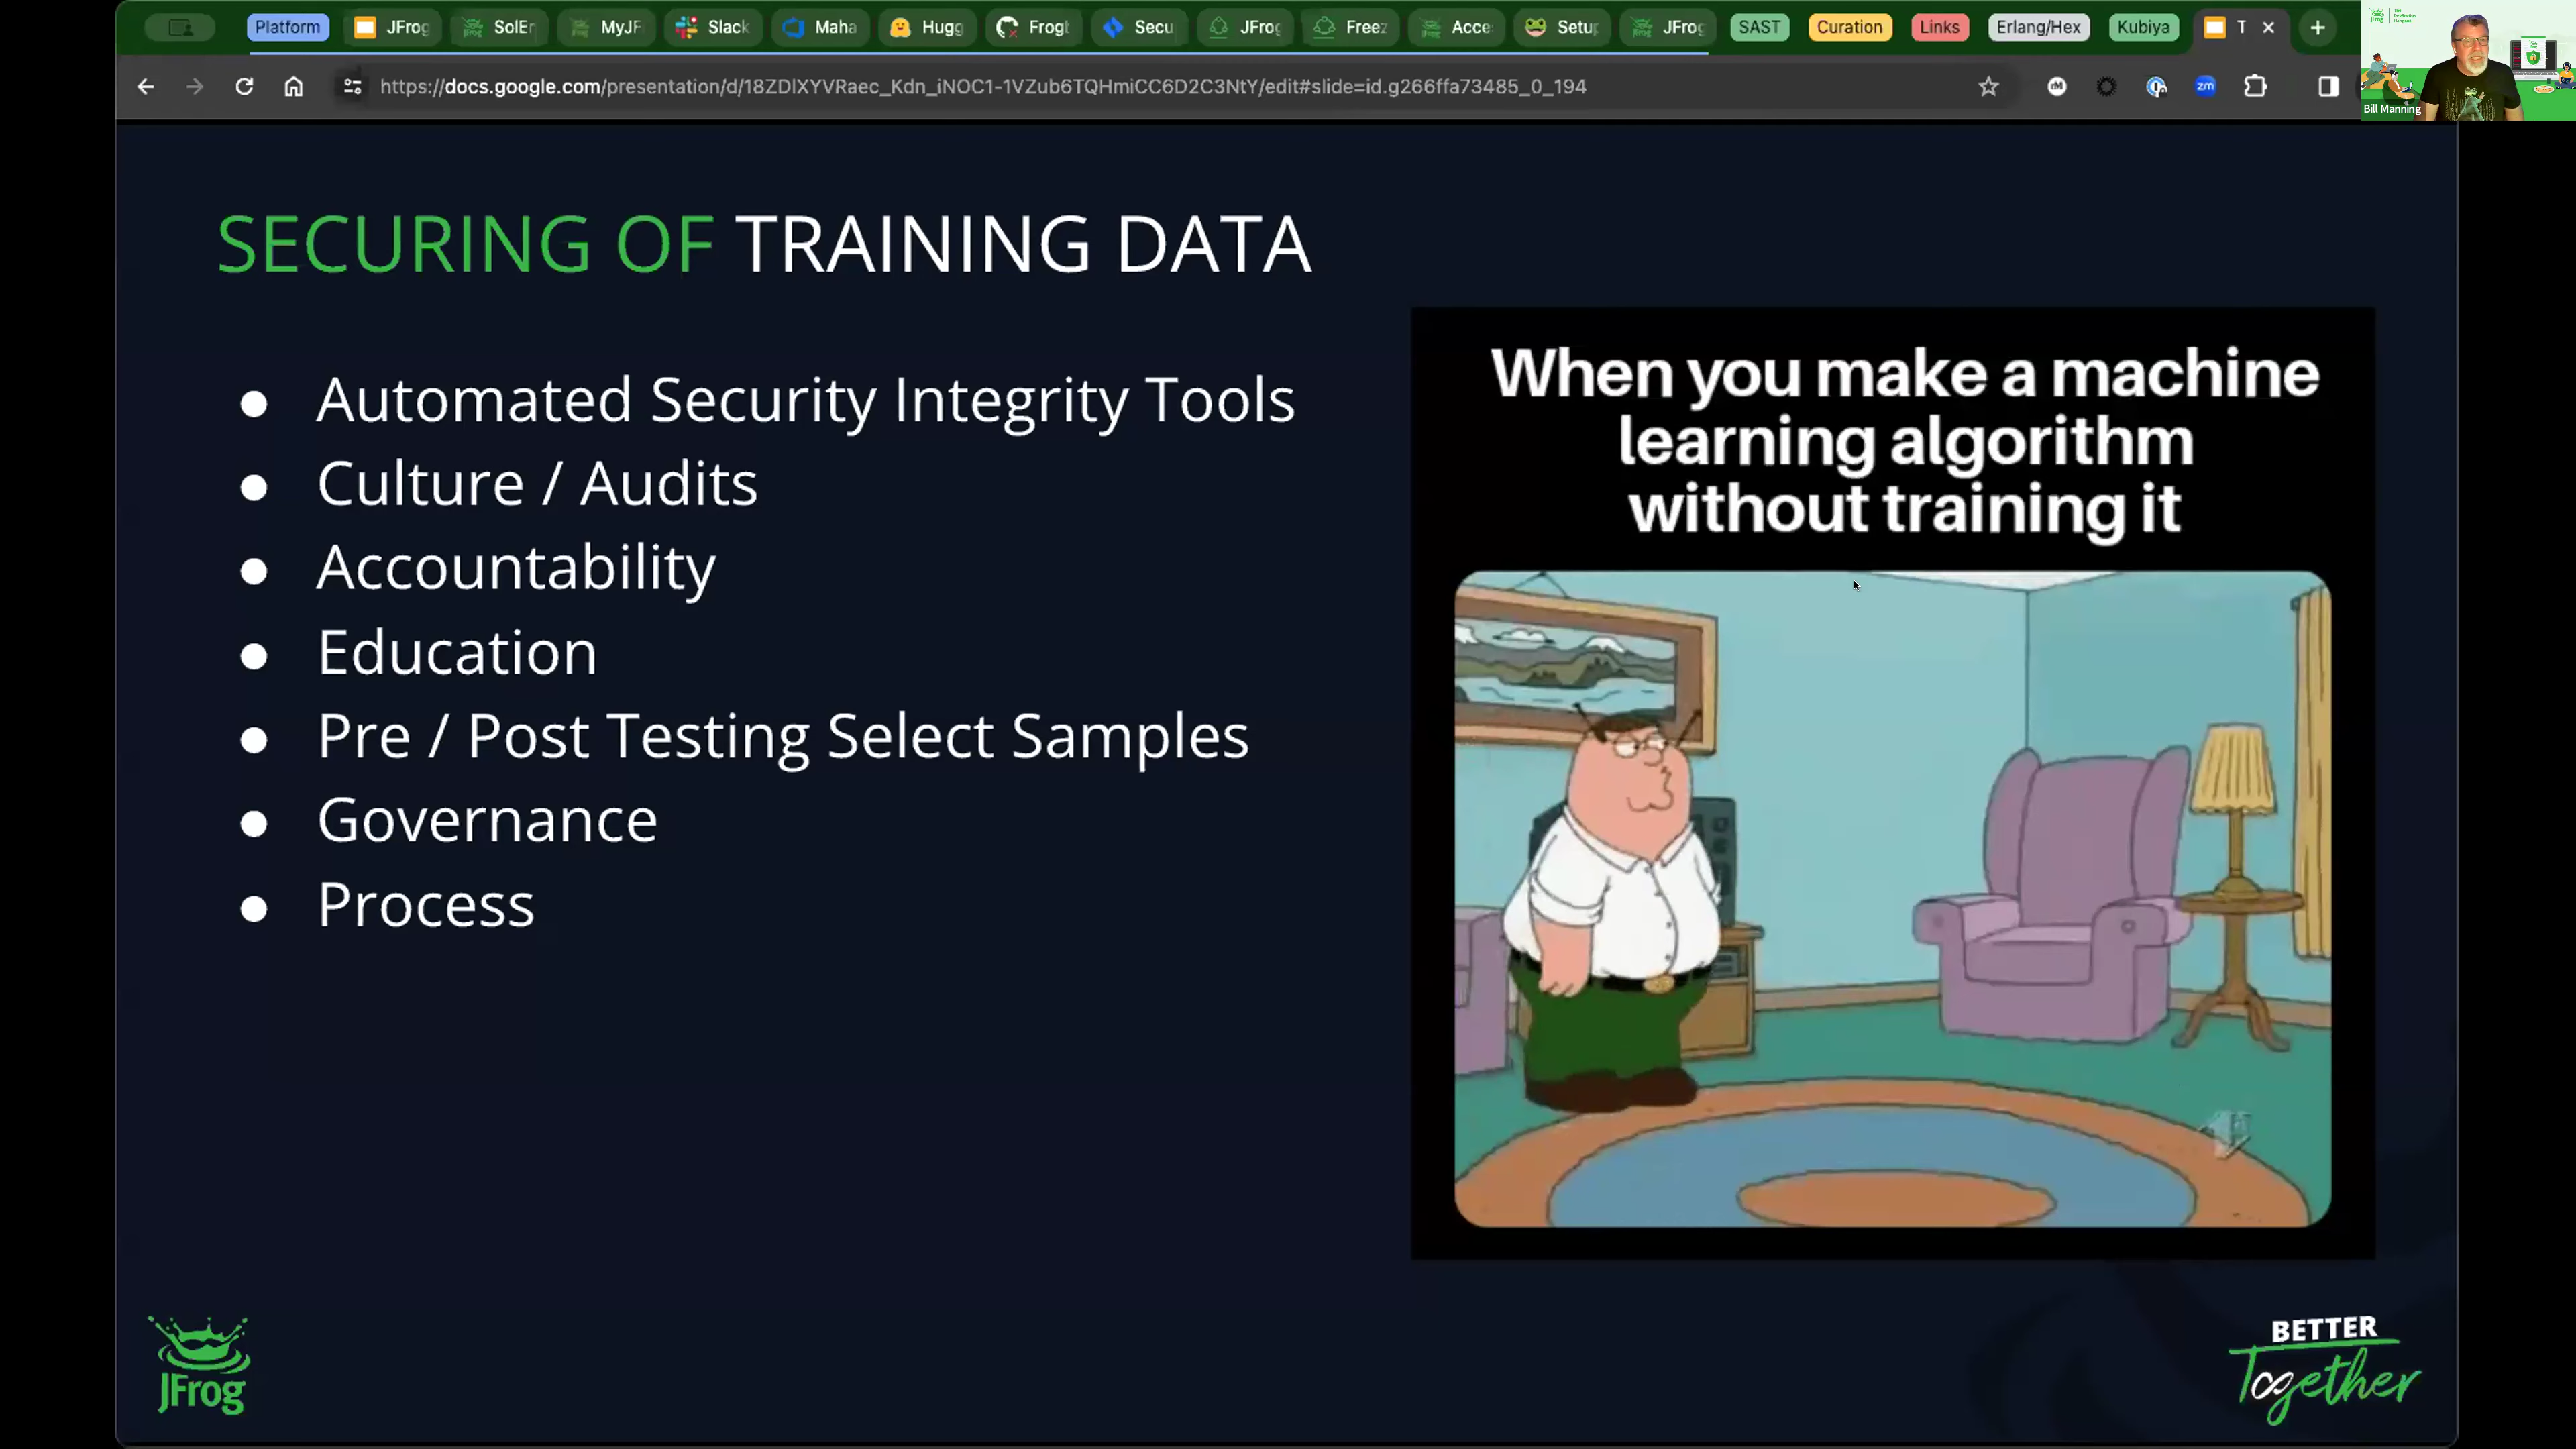 Platform
JFrog
SolEr
MyJF
Slack
Maha
Hugg
Frogb
Secu
JFrog
Freez
Acce
Setup
JFrog
SAST
Curation
Links
Erlang/Hex
Kubiya
T
https://docs.google.com/presentation/d/18ZDlXYVRaec_Kdn_iNOC1-1VZub6TQHmiCC6D2C3NtY/edit#slide=id.g266ffa73485_0_194
zm
Bill Manning
SECURING OF TRAINING DATA
● Automated Security Integrity Tools
● Culture / Audits
● Accountability
● Education
● Pre / Post Testing Select Samples
● Governance
● Process
When you make a machine
learning algorithm
without training it
JFrog
BETTER
Together